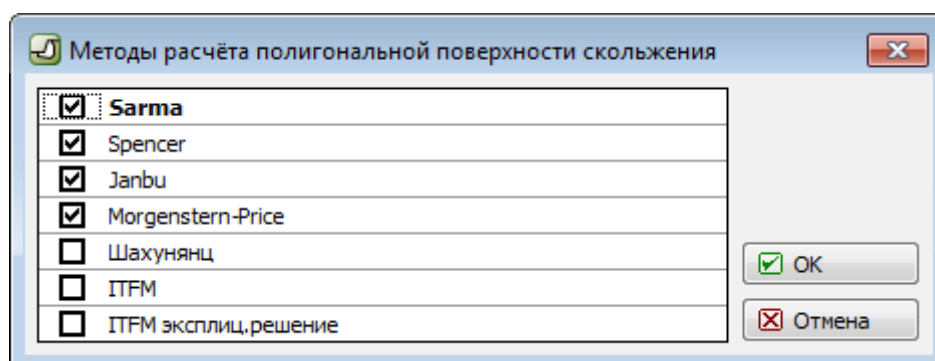 Методы расчёта полигональной поверхности скольжения
Sarma
Spencer
Janbu
Morgenstern-Price
Шахунянц
ITFM
ITFM эксплиц.решение
OK
Отмена